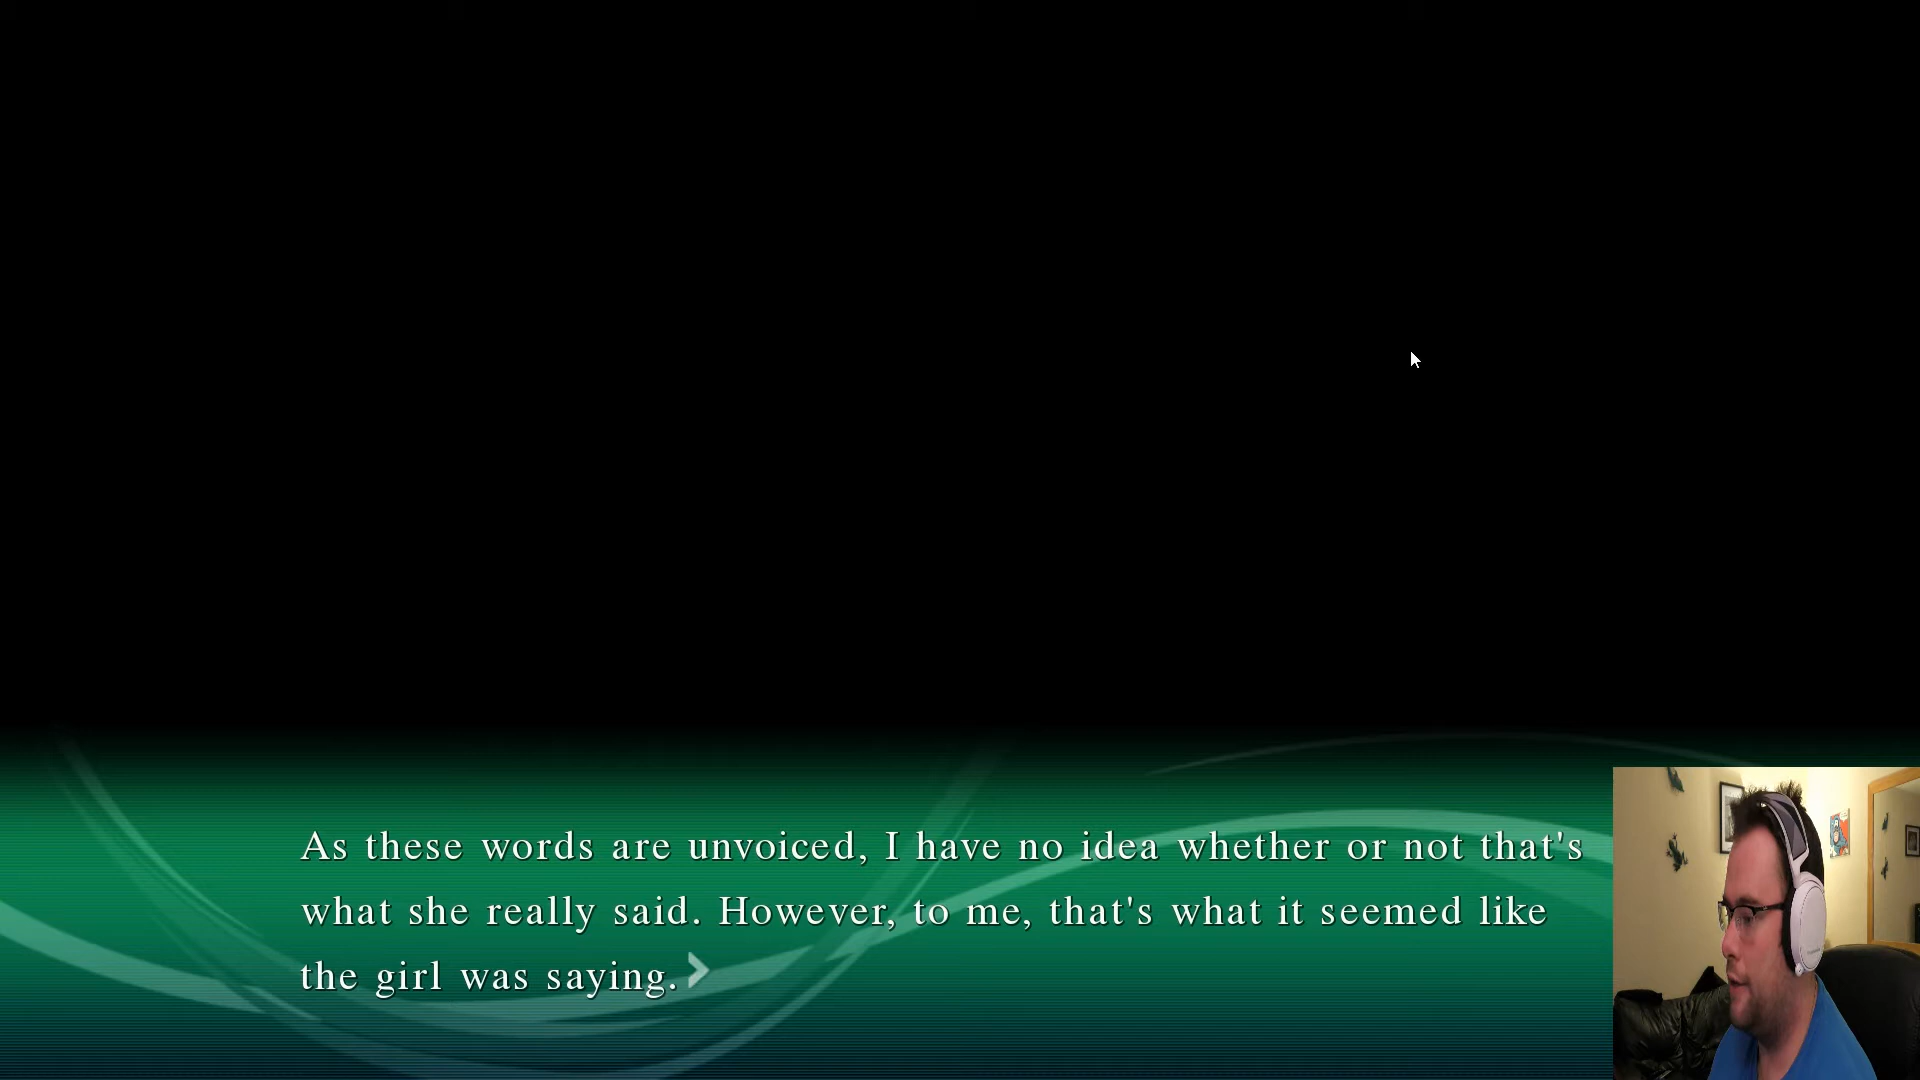 As these words are unvoiced, I have no idea whether or not that's
what she really said. However, to me, that's what it seemed like
the girl was saying.